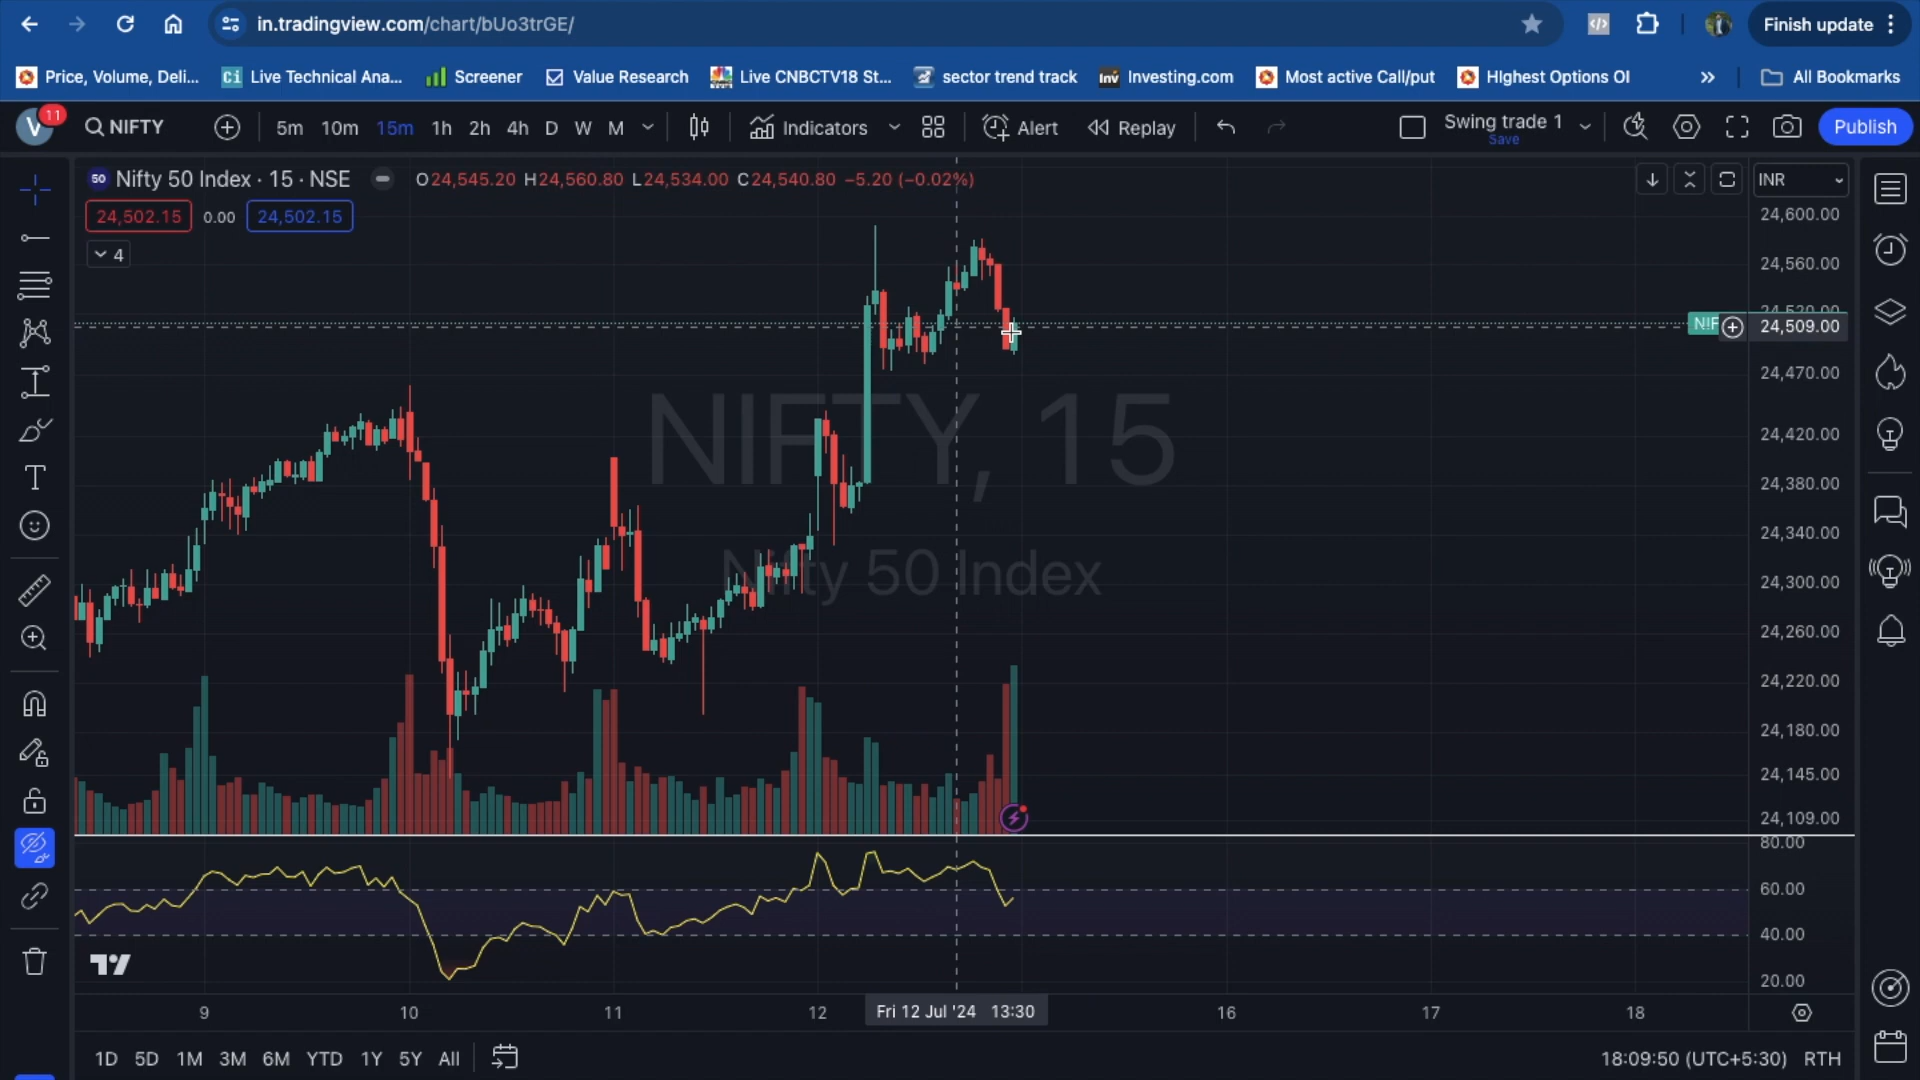 in.tradingview.com/chart/bUo3trGE/
Finish update
Price, Volume, Deli...
Live Technical Ana...
Screener
Value Research
Live CNBCTV18 St...
sector trend track
Investing.com
Most active Call/put
HIghest Options OI
All Bookmarks
V 11
NIFTY
5m 10m 15m 1h 2h 4h D W M
Indicators
Alert
Replay
Swing trade 1
Save
Publish
50 Nifty 50 Index · 15 · NSE
O24,545.20 H24,560.80 L24,534.00 C24,540.80 −5.20 (−0.02%)
INR
24,502.15 0.00 24,502.15
4
NIFTY, 15
Nifty 50 Index
24,600.00
24,560.00
24,520.00
NIF
24,509.00
24,470.00
24,420.00
24,380.00
24,340.00
24,300.00
24,260.00
24,220.00
24,180.00
24,145.00
24,109.00
80.00
60.00
40.00
20.00
9 10 11 12 Fri 12 Jul '24 13:30 16 17 18
1D 5D 1M 3M 6M YTD 1Y 5Y All
18:09:50 (UTC+5:30) RTH